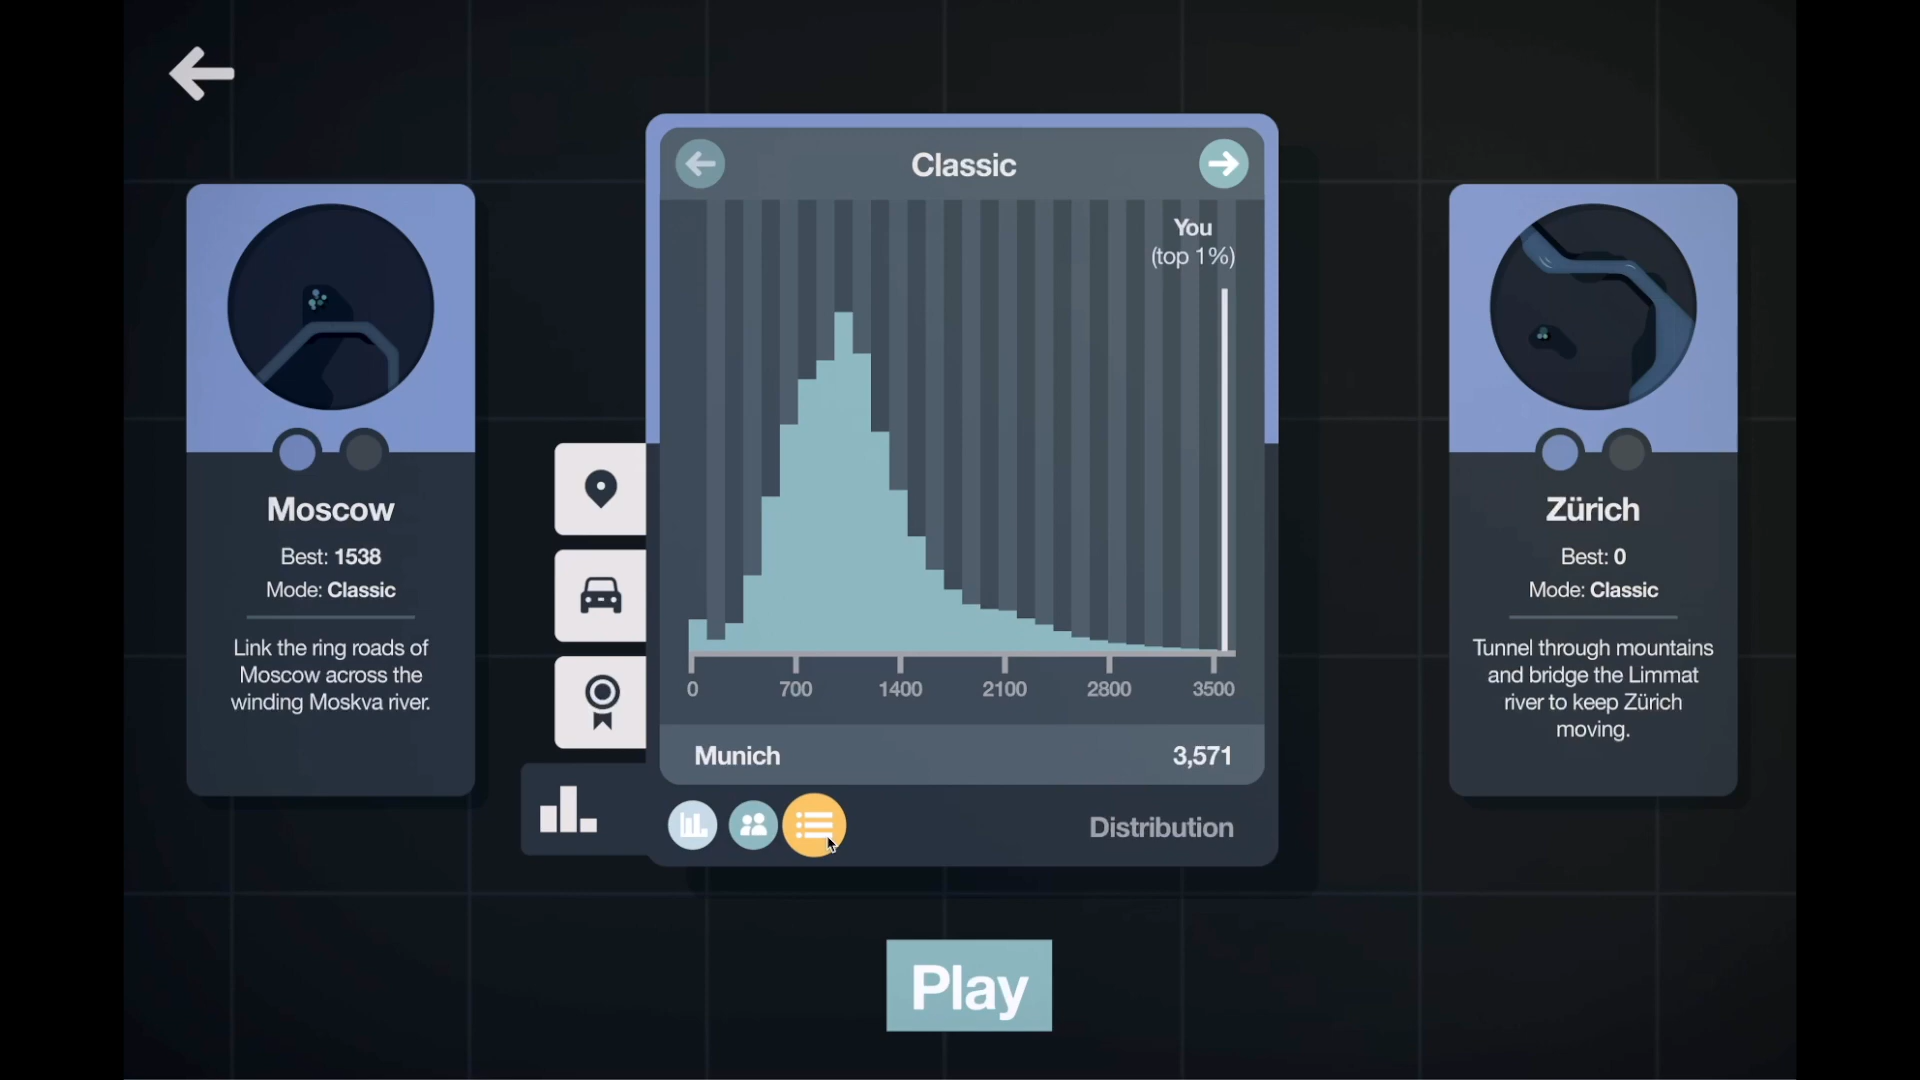 Classic
You
(top 1%)
0 700 1400 2100 2800 3500
Munich 3,571
Distribution
Moscow
Best: 1538
Mode: Classic
Link the ring roads of
Moscow across the
winding Moskva river.
Zürich
Best: 0
Mode: Classic
Tunnel through mountains
and bridge the Limmat
river to keep Zürich
moving.
Play